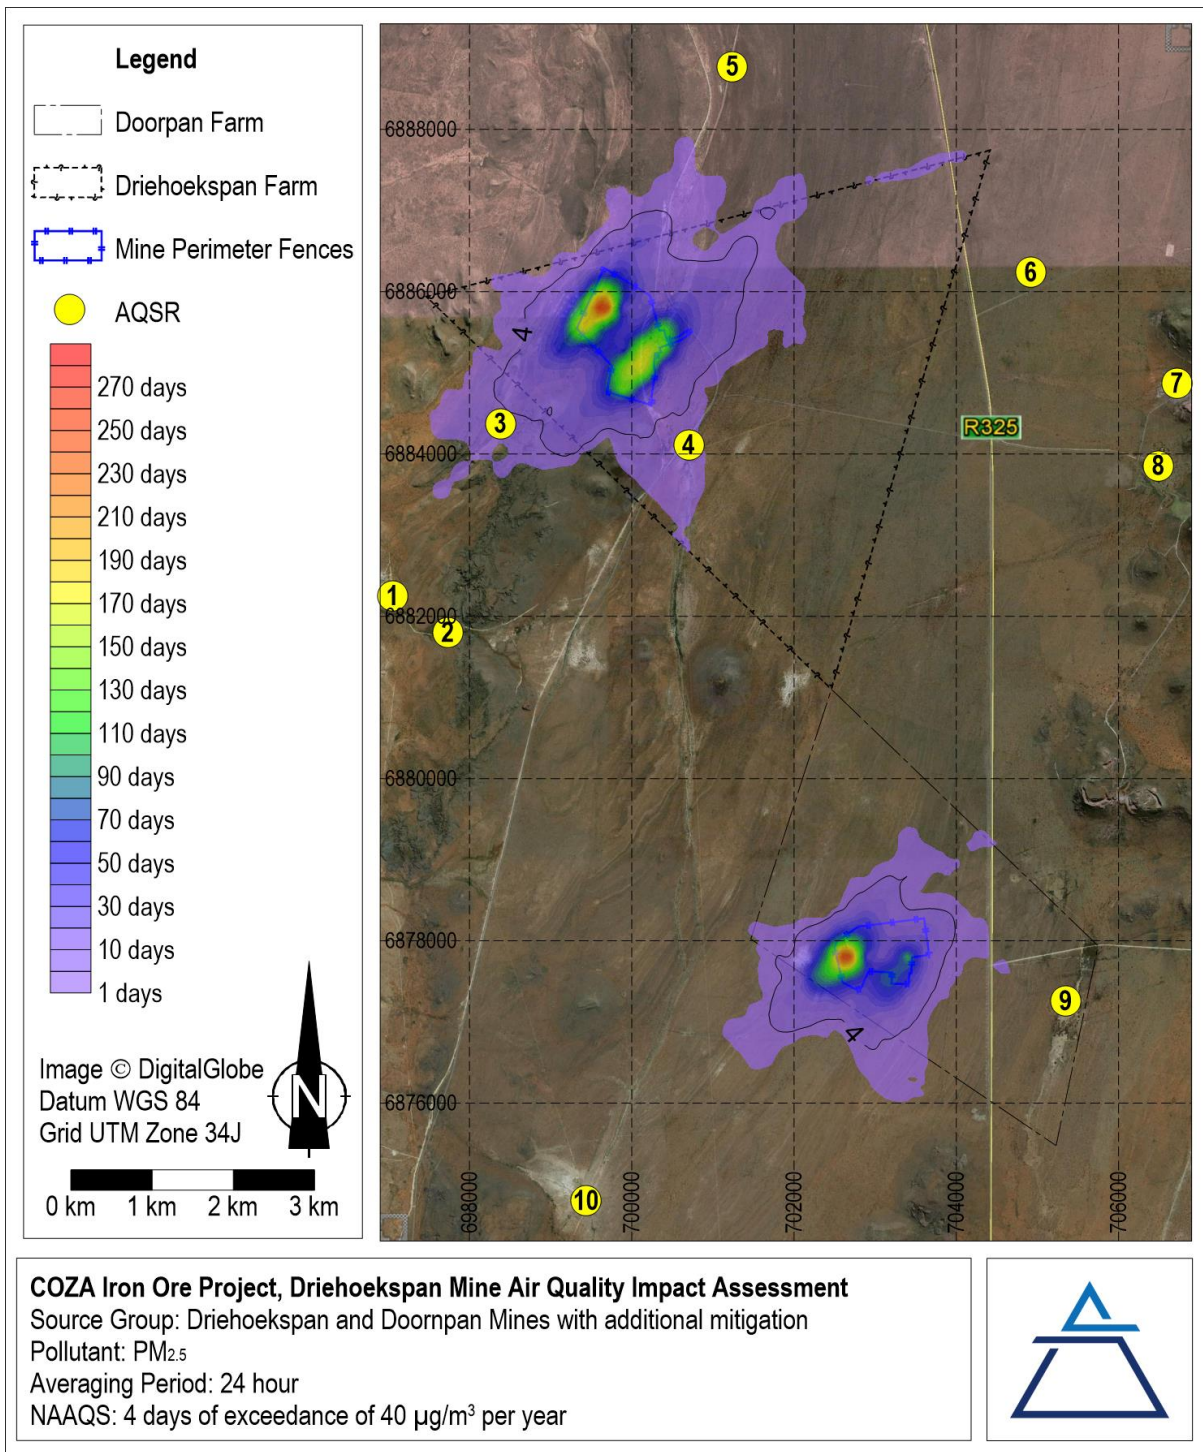 Legend
Doorpan Farm
Driehoekspan Farm
Mine Perimeter Fences
AQSR
270 days
250 days
230 days
210 days
190 days
170 days
150 days
130 days
110 days
90 days
70 days
50 days
30 days
10 days
1 days
Image © DigitalGlobe
Datum WGS 84
Grid UTM Zone 34J
N
0 km 1 km 2 km 3 km
5
6888000
6
6886000
4
7
3
R325
4
6884000
8
1
6882000
2
6880000
6878000
9
4
6876000
10
698000
700000
702000
704000
706000
COZA Iron Ore Project, Driehoekspan Mine Air Quality Impact Assessment
Source Group: Driehoekspan and Doornpan Mines with additional mitigation
Pollutant: PM2.5
Averaging Period: 24 hour
NAAQS: 4 days of exceedance of 40 µg/m³ per year